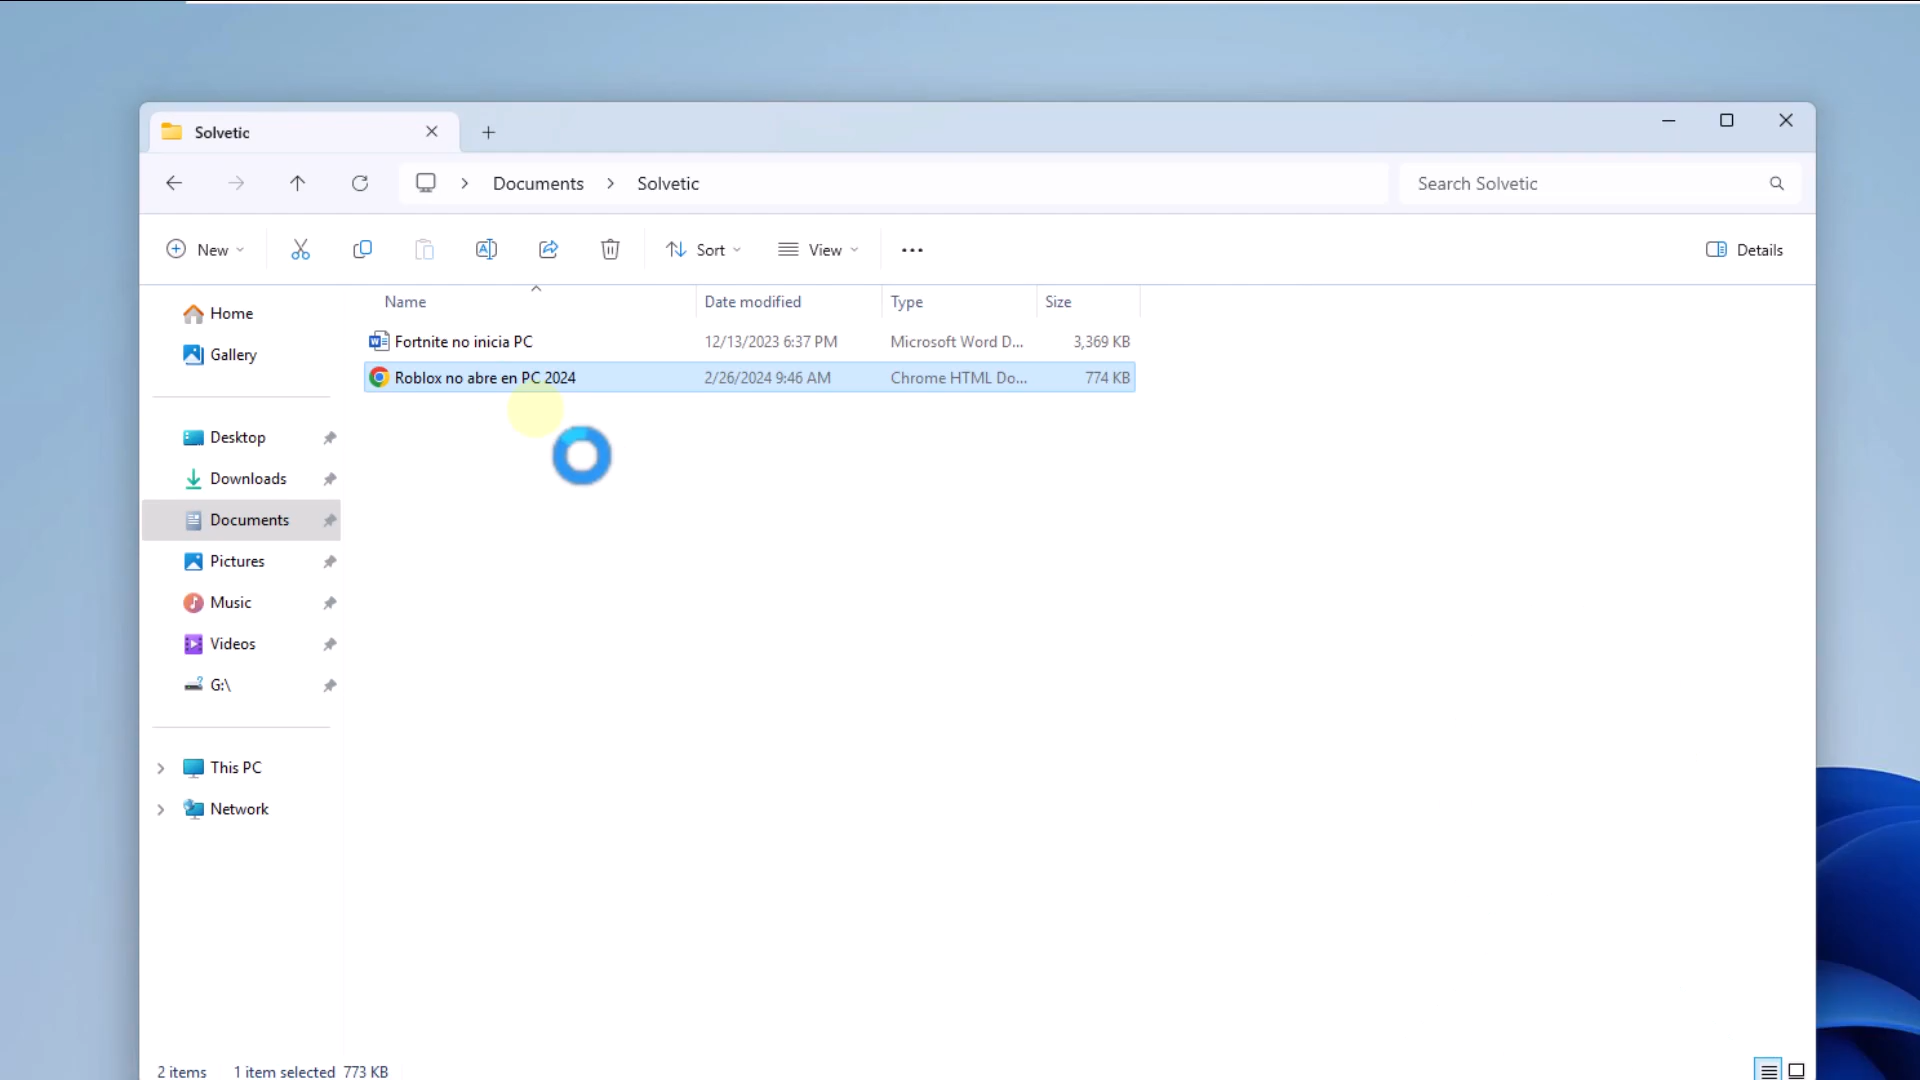 Solvetic
Documents > Solvetic
Search Solvetic
New
Sort
View
Details
Name
Date modified
Type
Size
Fortnite no inicia PC
12/13/2023 6:37 PM
Microsoft Word D...
3,369 KB
Roblox no abre en PC 2024
2/26/2024 9:46 AM
Chrome HTML Do...
774 KB
Home
Gallery
Desktop
Downloads
Documents
Pictures
Music
Videos
G:\
This PC
Network
2 items
1 item selected 773 KB